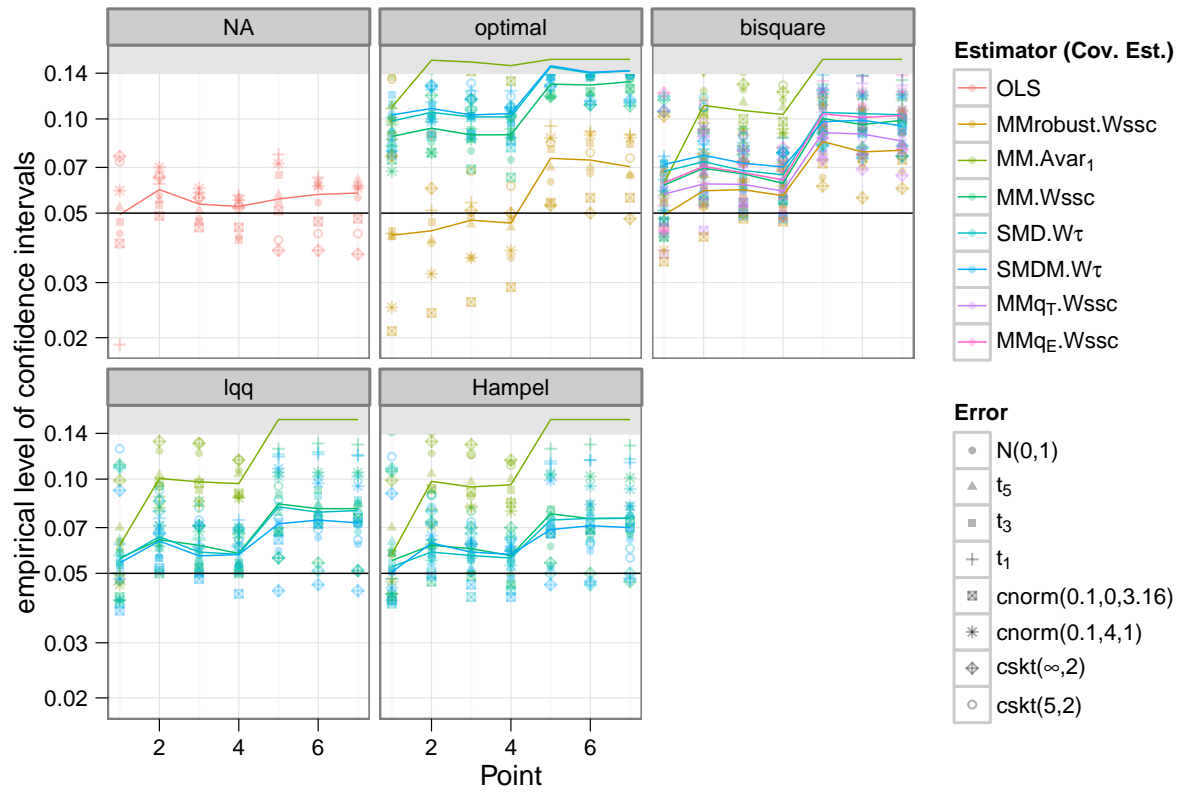 NA
optimal
bisquare
0.14
0.10
0.07
0.05
0.03
0.02
lqq
Hampel
0.14
0.10
0.07
0.05
0.03
0.02
2
4
6
2
4
6
Point
empirical level of confidence intervals
Estimator (Cov. Est.)
OLS
MMrobust.Wssc
MM.Avar₁
MM.Wssc
SMD.Wτ
SMDM.Wτ
MMqT.Wssc
MMqE.Wssc
Error
N(0,1)
t₅
t₃
t₁
cnorm(0.1,0,3.16)
cnorm(0.1,4,1)
cskt(∞,2)
cskt(5,2)